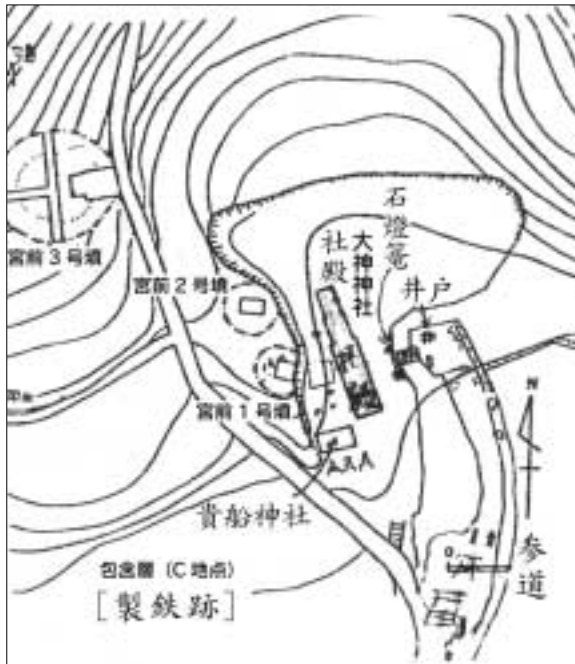 石燈篭
大神神社
社殿
井戸
宮前3号墳
宮前2号墳
宮前1号墳
貴船神社
N
参道
包含層（C地点）
［製鉄跡］